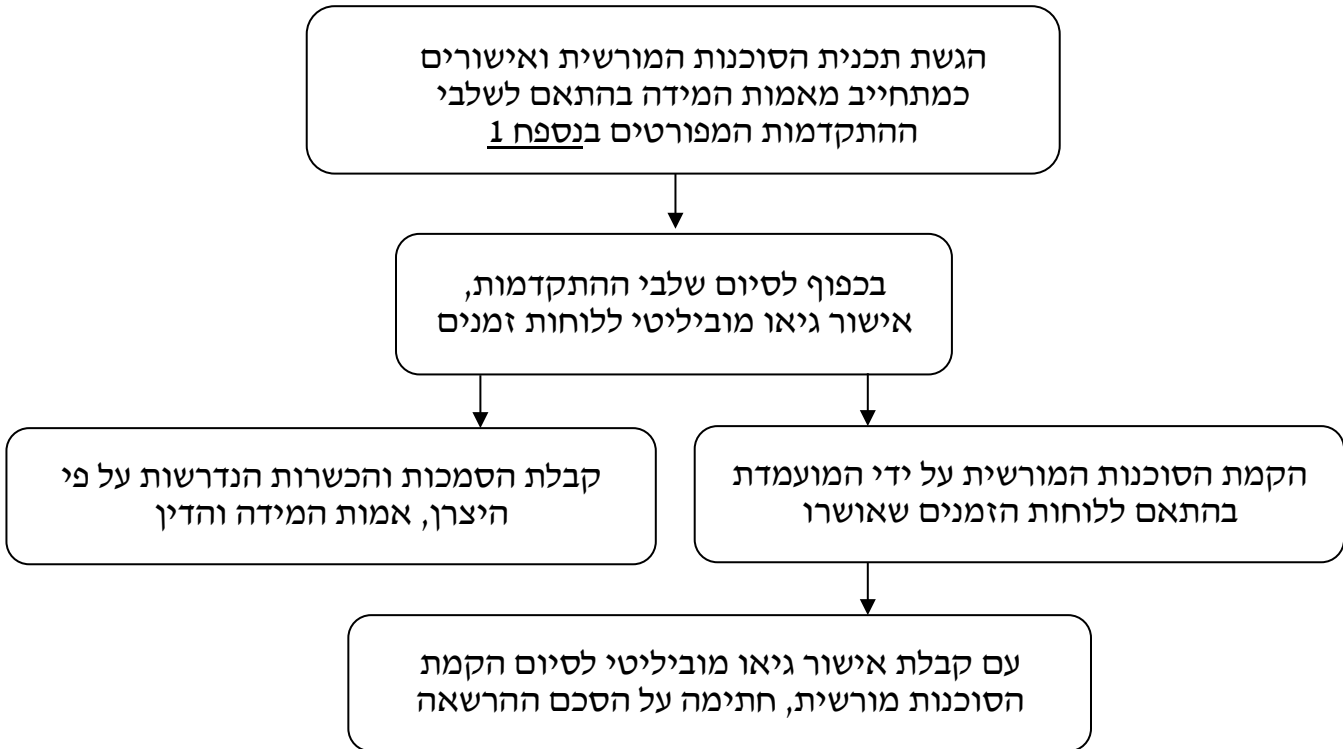 הגשת תכנית הסוכנות המורשית ואישורים
כמתחייב מאמות המידה בהתאם לשלבי
ההתקדמות המפורטים בנספח 1
בכפוף לסיום שלבי ההתקדמות,
אישור גיאו מוביליטי ללוחות זמנים
הקמת הסוכנות המורשית על ידי המועמדת
בהתאם ללוחות הזמנים שאושרו
קבלת הסמכות והכשרות הנדרשות על פי
היצרן, אמות המידה והדין
עם קבלת אישור גיאו מוביליטי לסיום הקמת
הסוכנות מורשית, חתימה על הסכם ההרשאה